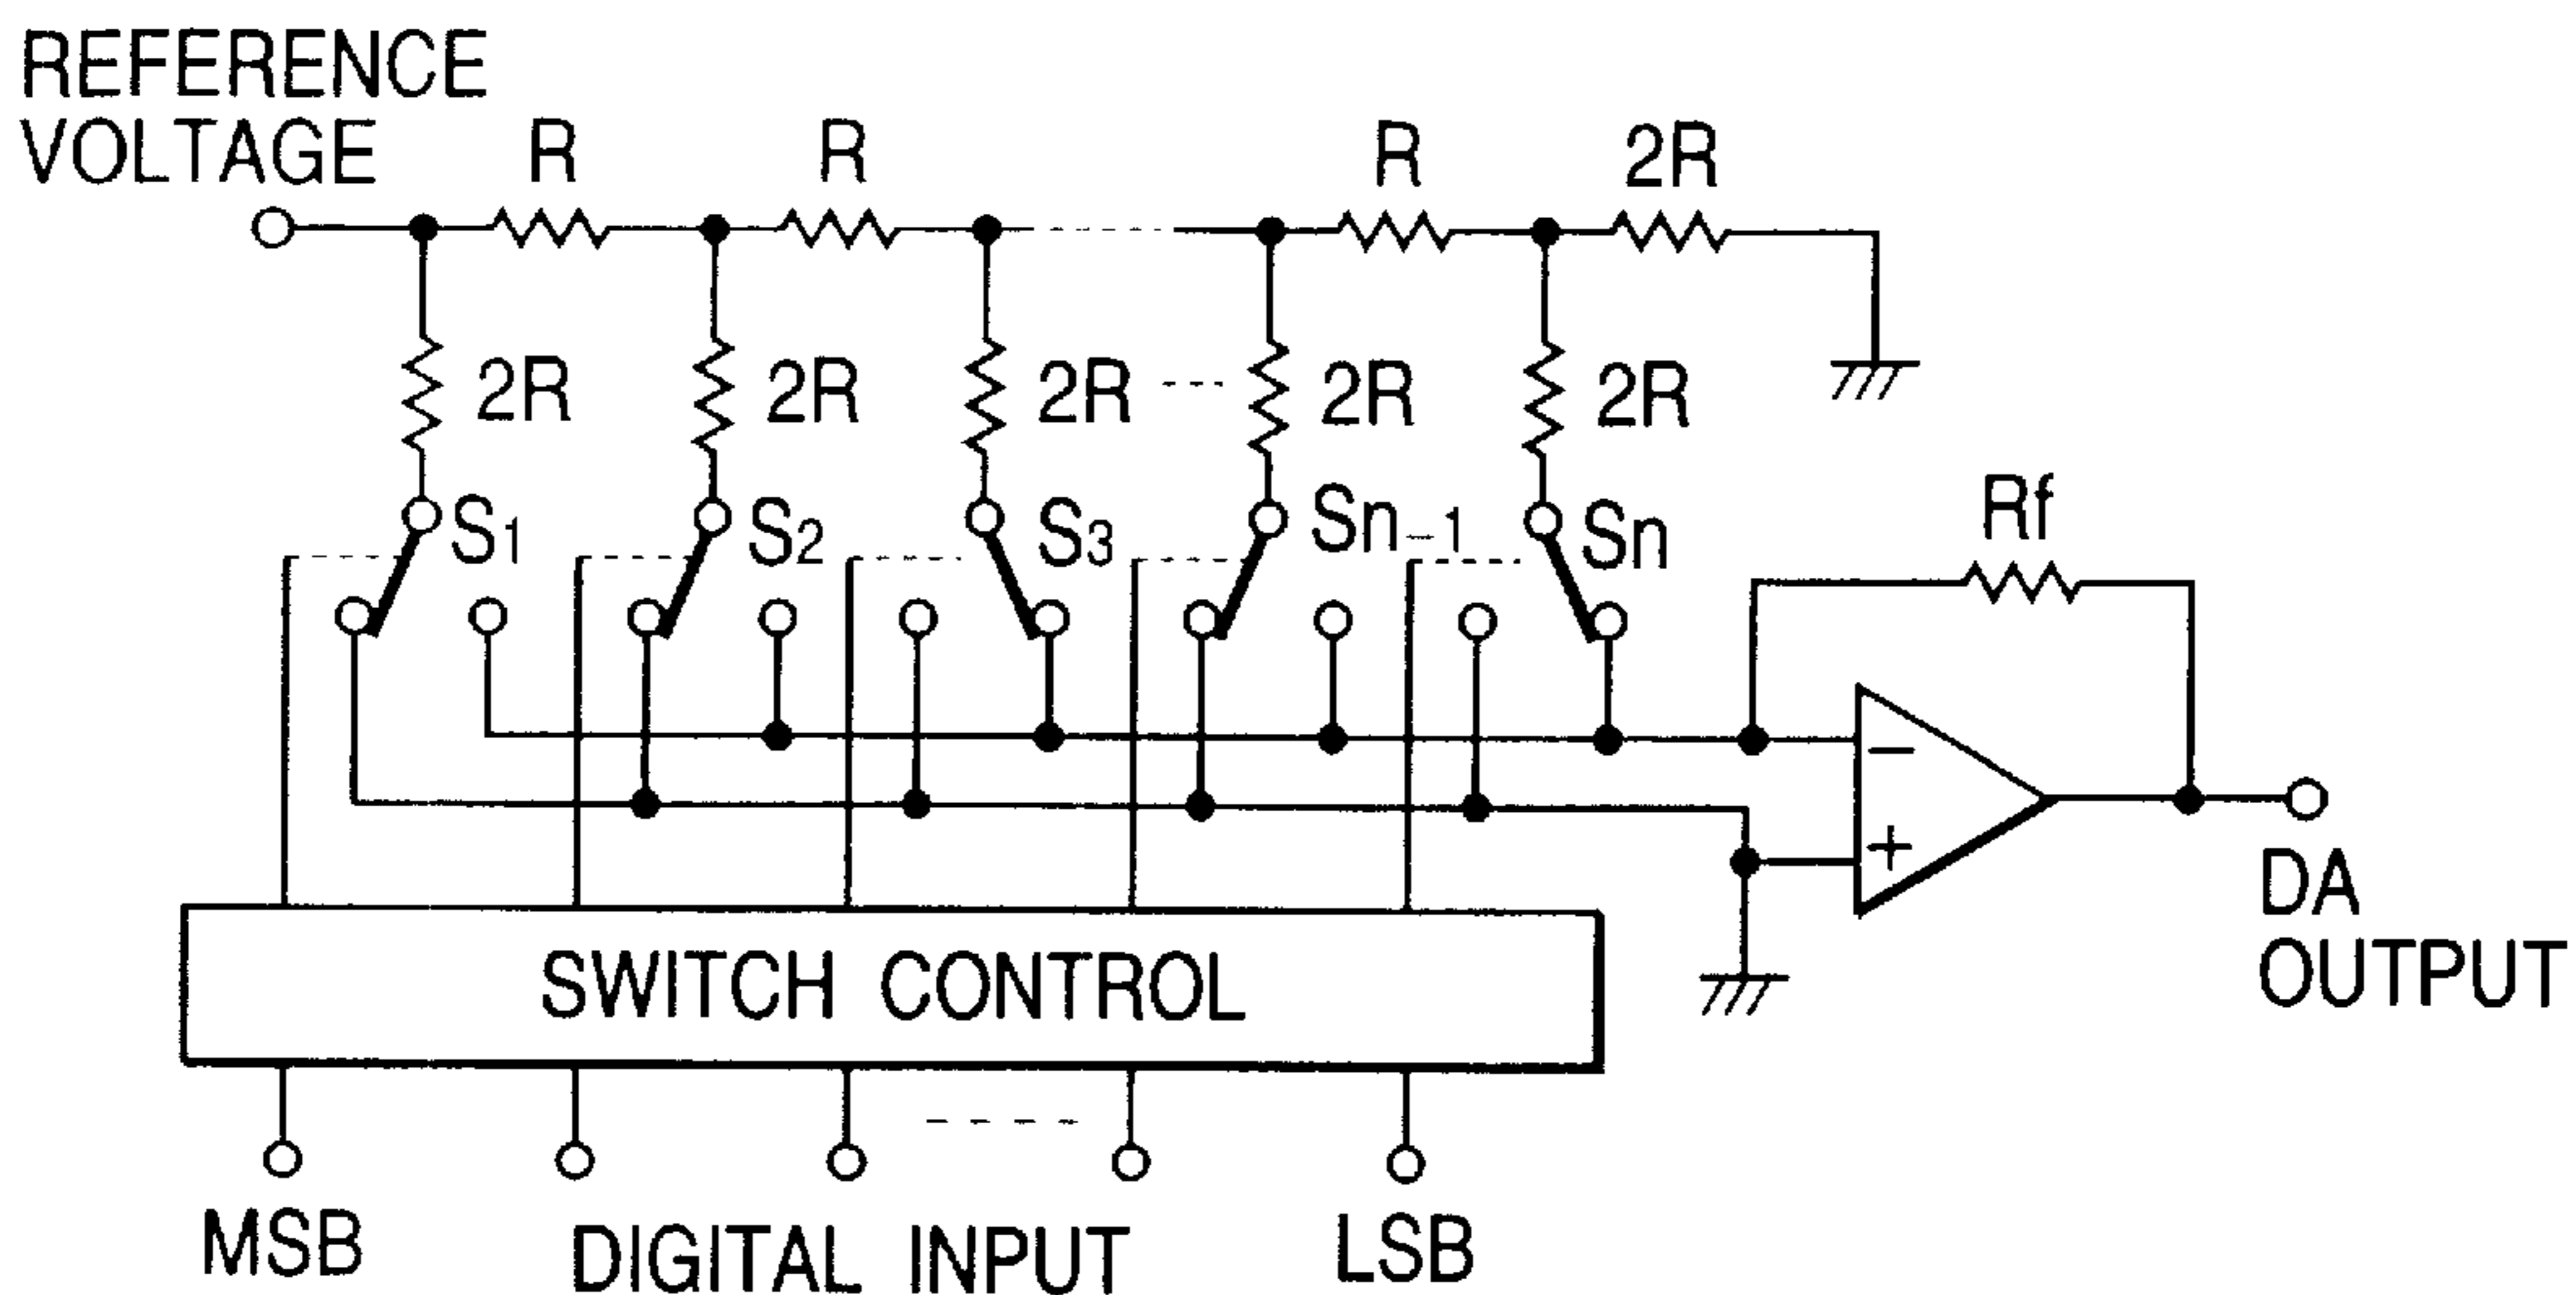 REFERENCE
VOLTAGE
R
R
R
2R
2R
2R
2R
2R
2R
S1
S2
S3
Sn-1
Sn
Rf
−
+
DA
OUTPUT
SWITCH CONTROL
MSB
DIGITAL INPUT
LSB